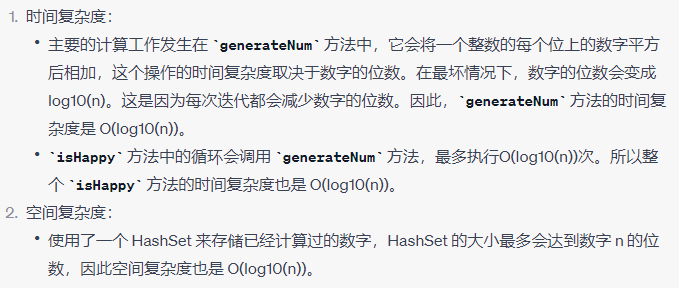 1. 时间复杂度：
• 主要的计算工作发生在 `generateNum` 方法中，它会将一个整数的每个位上的数字平方
后相加，这个操作的时间复杂度取决于数字的位数。在最坏情况下，数字的位数会变成
log10(n)。这是因为每次迭代都会减少数字的位数。因此，`generateNum` 方法的时间复
杂度是 O(log10(n))。
• `isHappy` 方法中的循环会调用 `generateNum` 方法，最多执行O(log10(n))次。所以整
个 `isHappy` 方法的时间复杂度也是 O(log10(n))。
2. 空间复杂度：
• 使用了一个 HashSet 来存储已经计算过的数字，HashSet 的大小最多会达到数字 n 的位
数，因此空间复杂度也是 O(log10(n))。